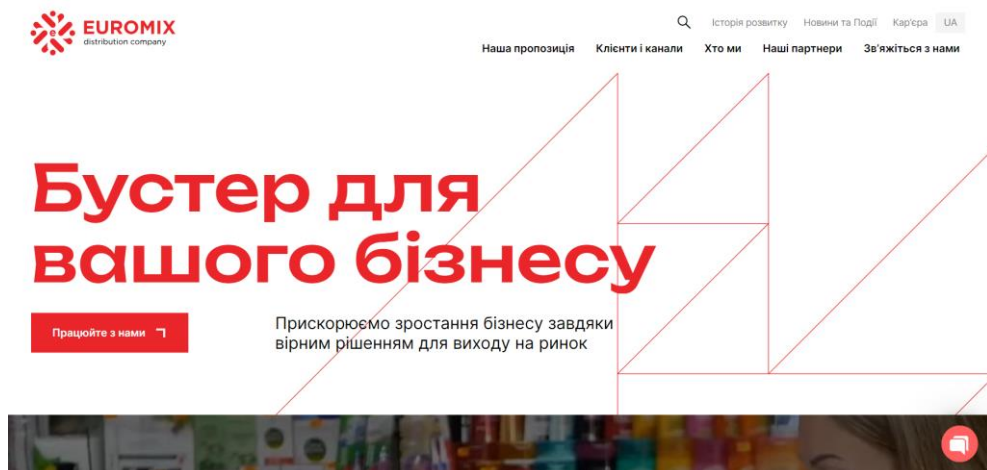 EUROMIX
distribution company
Історія розвитку Новини та Події Кар'єра UA
Наша пропозиція Клієнти і канали Хто ми Наші партнери Зв'яжіться з нами
Бустер для
вашого бізнесу
Працюйте з нами
Прискорюємо зростання бізнесу завдяки
вірним рішенням для виходу на ринок